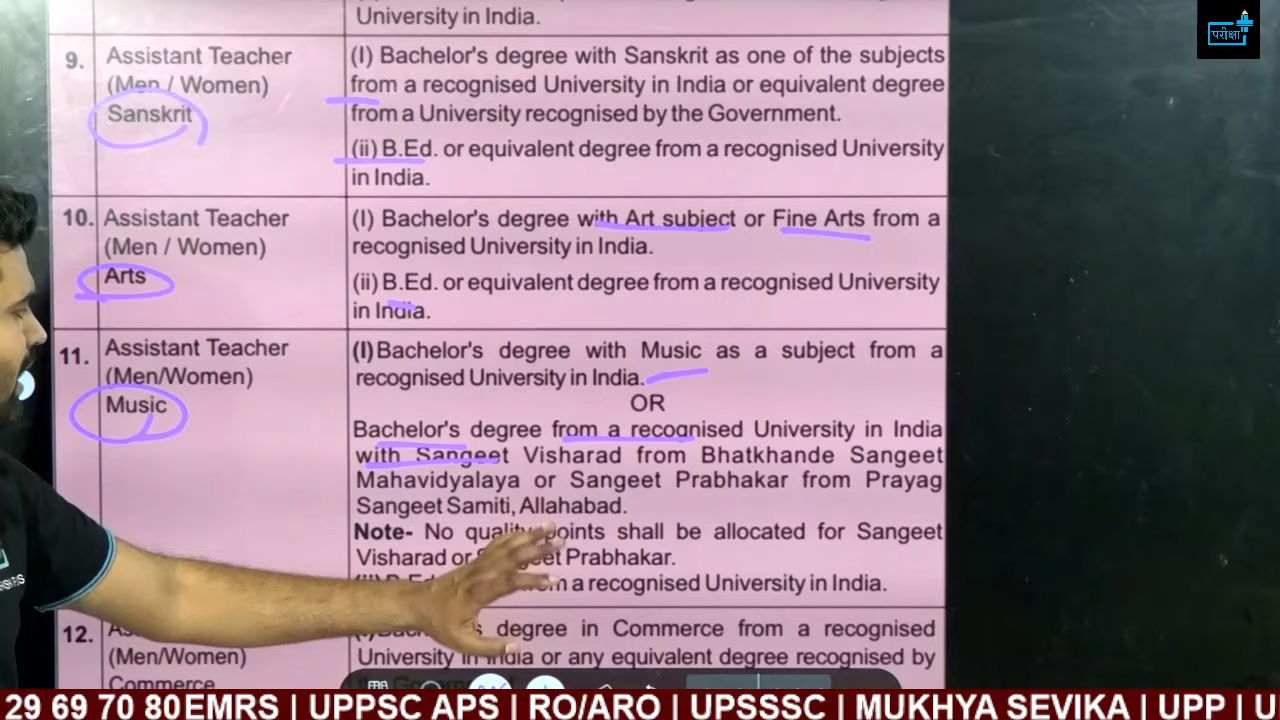 परीक्षा
University in India.
9. Assistant Teacher
(Men / Women)
Sanskrit
(I) Bachelor's degree with Sanskrit as one of the subjects
from a recognised University in India or equivalent degree
from a University recognised by the Government.
(ii) B.Ed. or equivalent degree from a recognised University
in India.
10. Assistant Teacher
(Men / Women)
Arts
(I) Bachelor's degree with Art subject or Fine Arts from a
recognised University in India.
(ii) B.Ed. or equivalent degree from a recognised University
in India.
11. Assistant Teacher
(Men/Women)
Music
(I) Bachelor's degree with Music as a subject from a
recognised University in India.
OR
Bachelor's degree from a recognised University in India
with Sangeet Visharad from Bhatkhande Sangeet
Mahavidyalaya or Sangeet Prabhakar from Prayag
Sangeet Samiti, Allahabad.
Note- No quality points shall be allocated for Sangeet
Visharad or Sangeet Prabhakar.
a recognised University in India.
12.
(Men/Women)
Commerce
degree in Commerce from a recognised
University in India or any equivalent degree recognised by
29 69 70 80 EMRS | UPPSC APS | RO/ARO | UPSSSC | MUKHYA SEVIKA | UPP | U